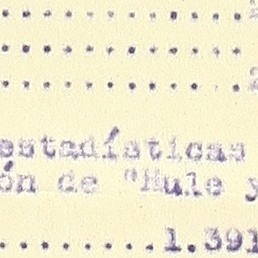 . . . . . . . . . . . . .
. . . . . . . . . . . . .
. . . . . . . . . . . . .
estadísticas
ón de "Hule y
. . . . . . . . 1.391